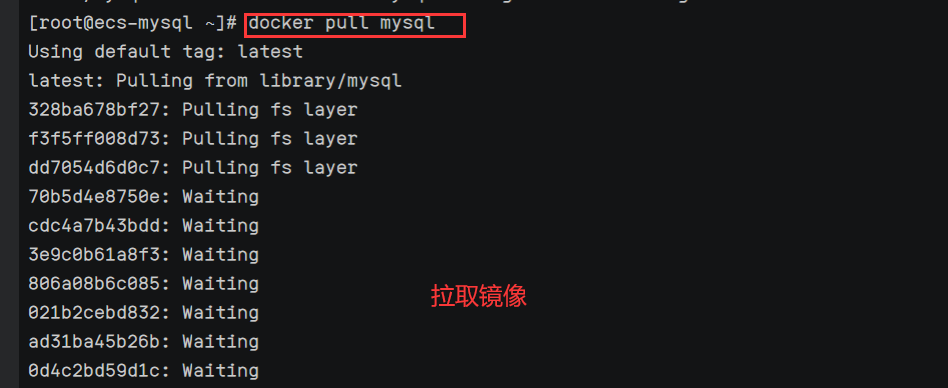 [root@ecs-mysql ~]# docker pull mysql
Using default tag: latest
latest: Pulling from library/mysql
328ba678bf27: Pulling fs layer
f3f5ff008d73: Pulling fs layer
dd7054d6d0c7: Pulling fs layer
70b5d4e8750e: Waiting
cdc4a7b43bdd: Waiting
3e9c0b61a8f3: Waiting
806a08b6c085: Waiting
021b2cebd832: Waiting
ad31ba45b26b: Waiting
0d4c2bd59d1c: Waiting
拉取镜像